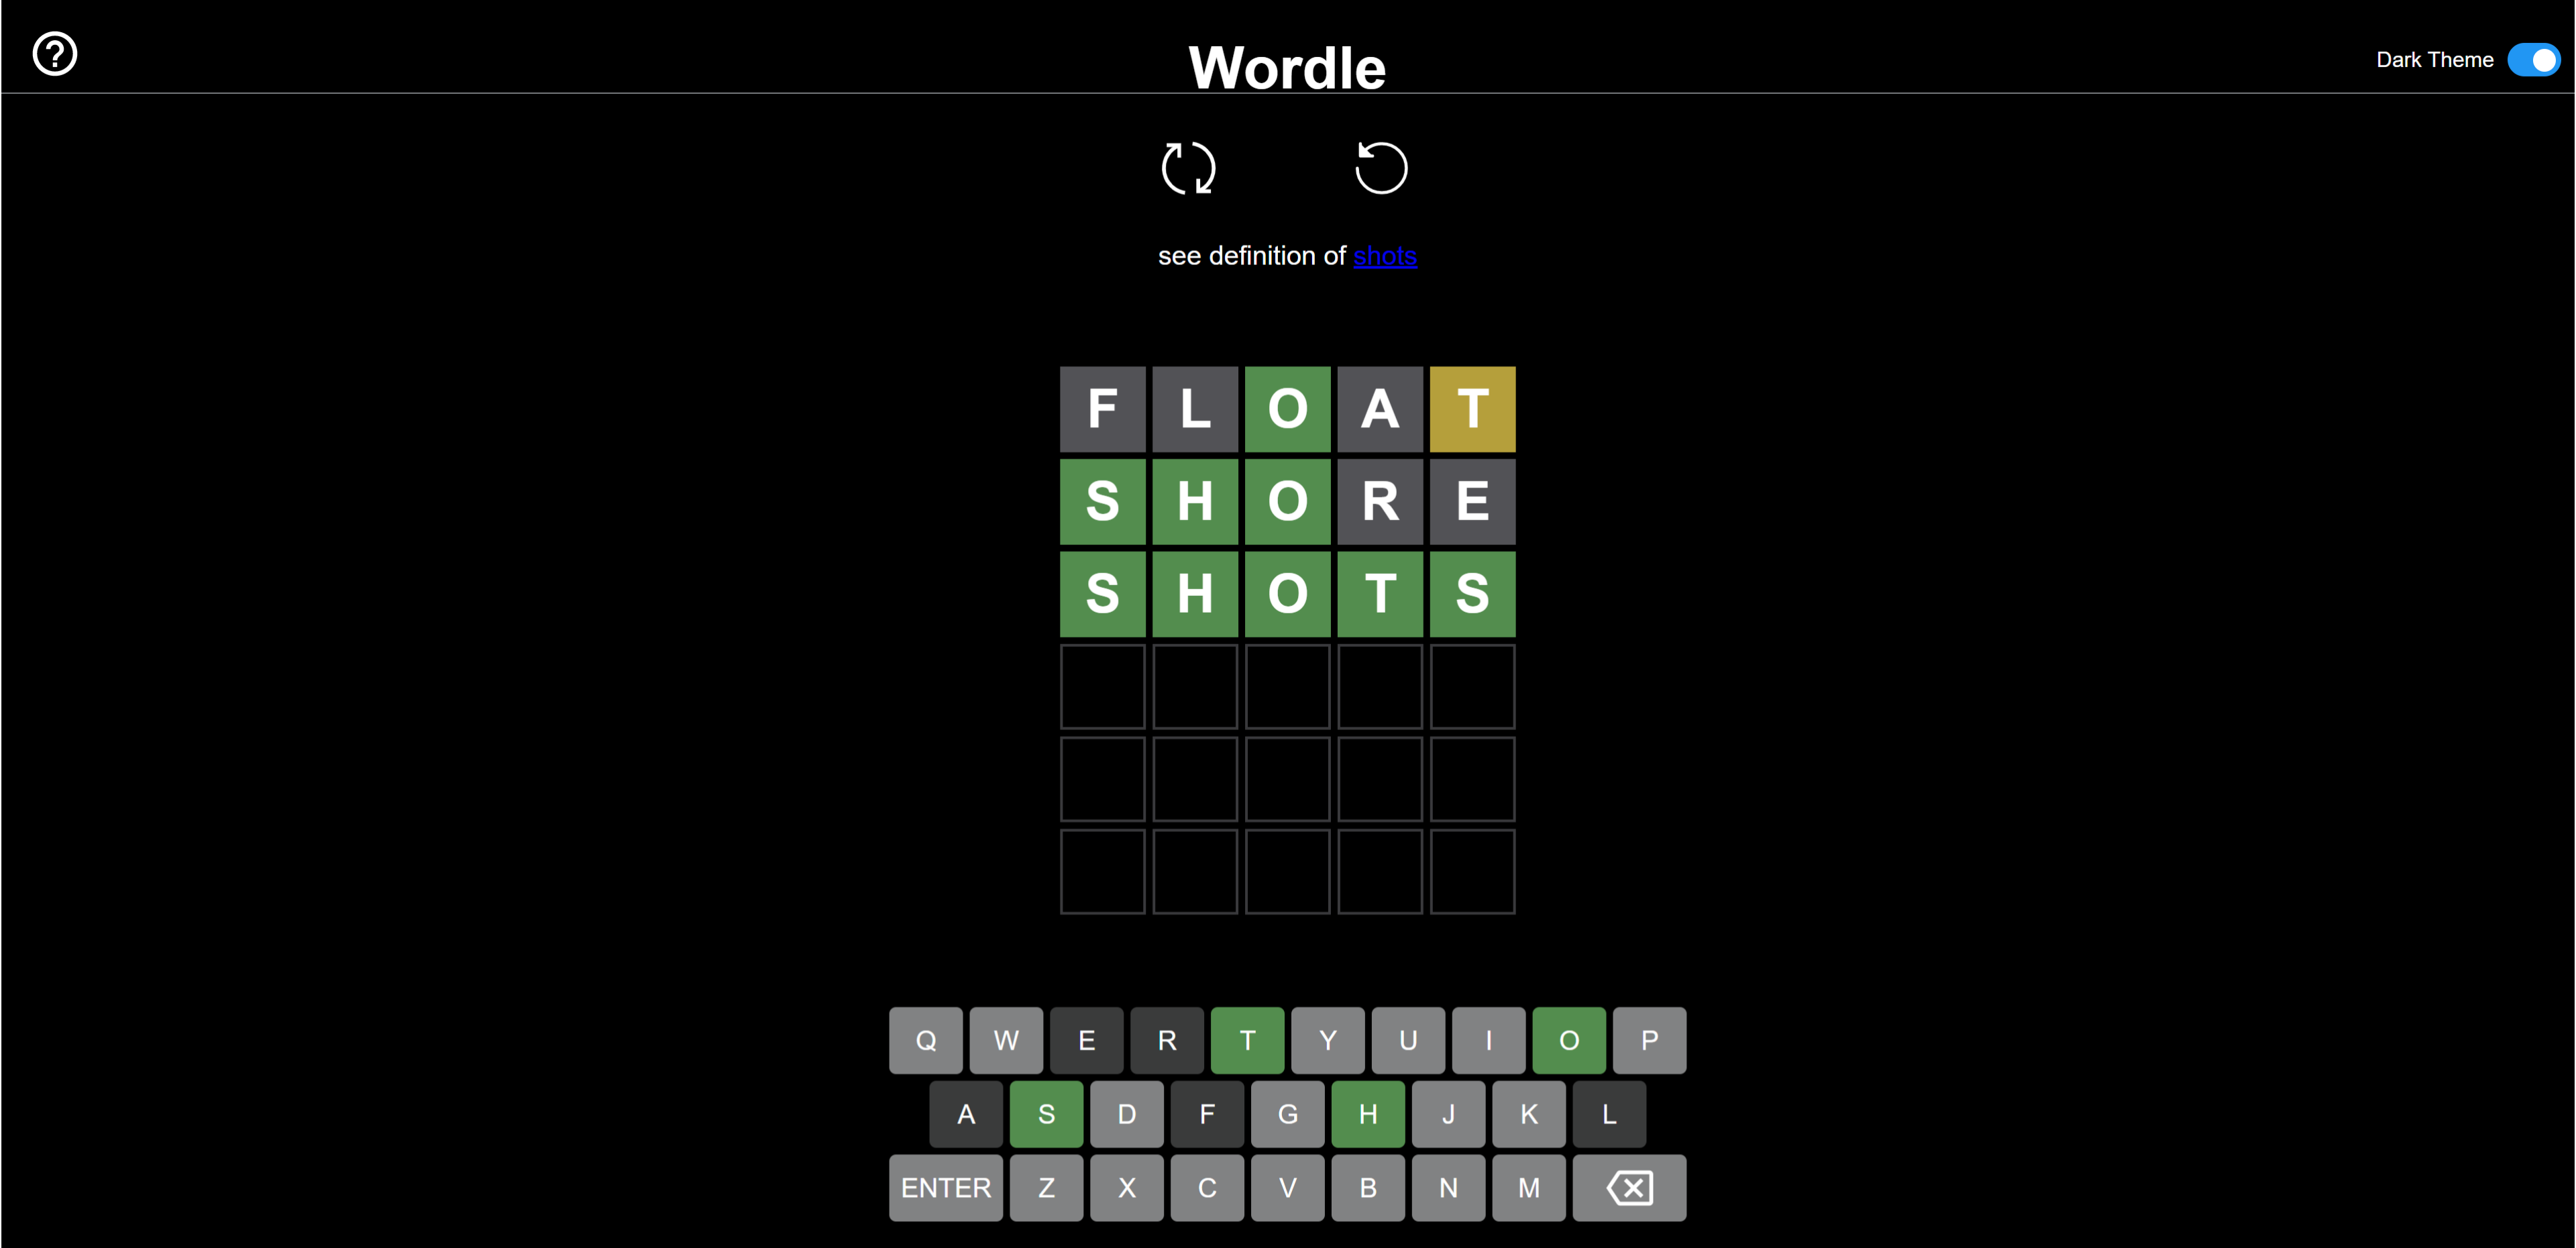 ?
Wordle
Dark Theme
see definition of shots
F L O A T
S H O R E
S H O T S
Q W E R T Y U I O P
A S D F G H J K L
ENTER Z X C V B N M